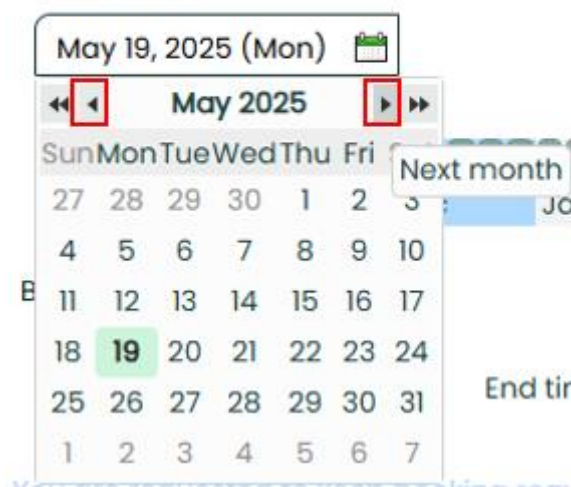 May 19, 2025 (Mon)
May 2025
Sun Mon Tue Wed Thu Fri
Next month
27 28 29 30 1 2 3
4 5 6 7 8 9 10
11 12 13 14 15 16 17
18 19 20 21 22 23 24
End
25 26 27 28 29 30 31
1 2 3 4 5 6 7